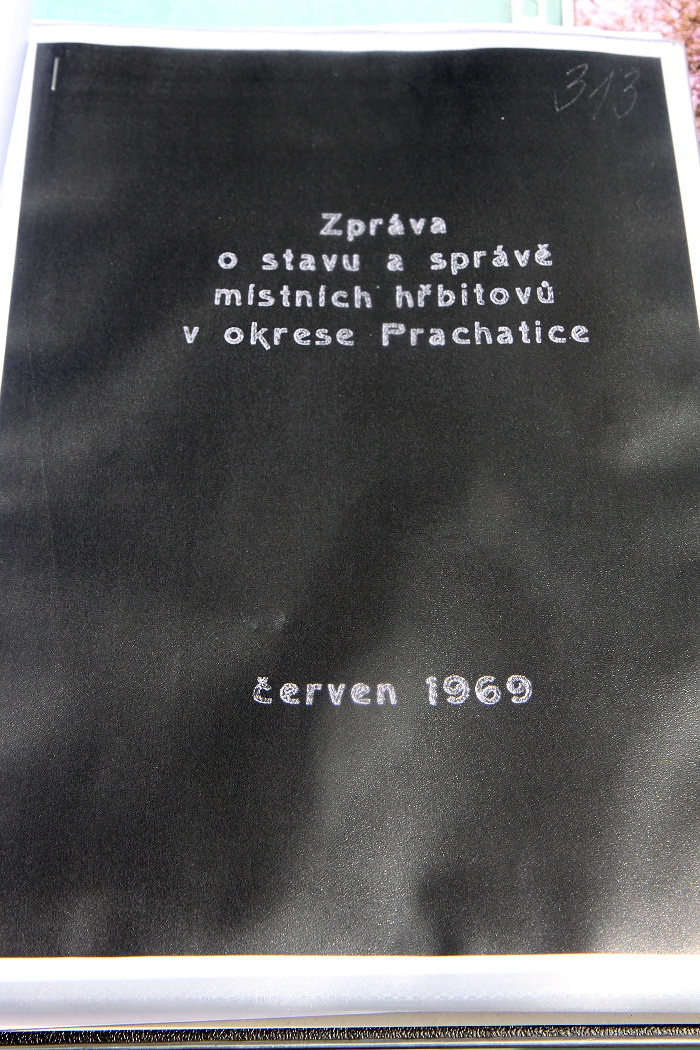 313
Zpráva
o stavu a správě
místních hřbitovů
v okrese Prachatice
červen 1969